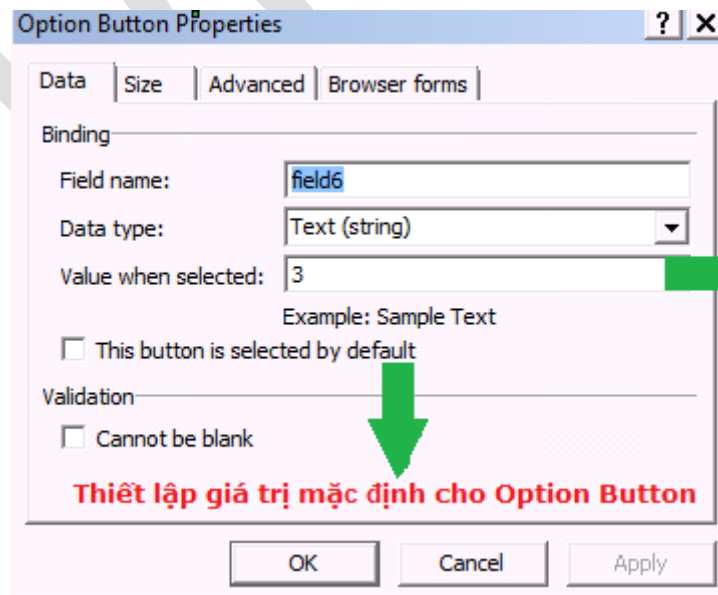 Option Button Properties ? X
Data Size Advanced Browser forms
Binding
Field name: field6
Data type: Text (string)
Value when selected: 3
Example: Sample Text
This button is selected by default
Validation
Cannot be blank
Thiết lập giá trị mặc định cho Option Button
OK Cancel Apply